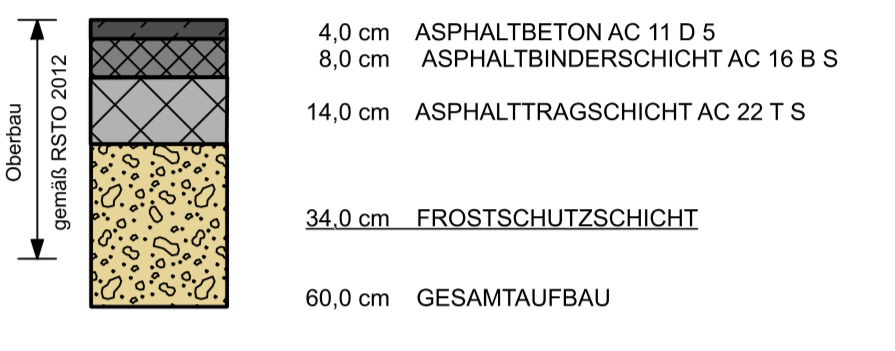 Oberbau
gemäß RSTO 2012
4,0 cm ASPHALTBETON AC 11 D 5
8,0 cm ASPHALTBINDERSCHICHT AC 16 B S
14,0 cm ASPHALTTRAGSCHICHT AC 22 T S
34,0 cm FROSTSCHUTZSCHICHT
60,0 cm GESAMTAUFBAU